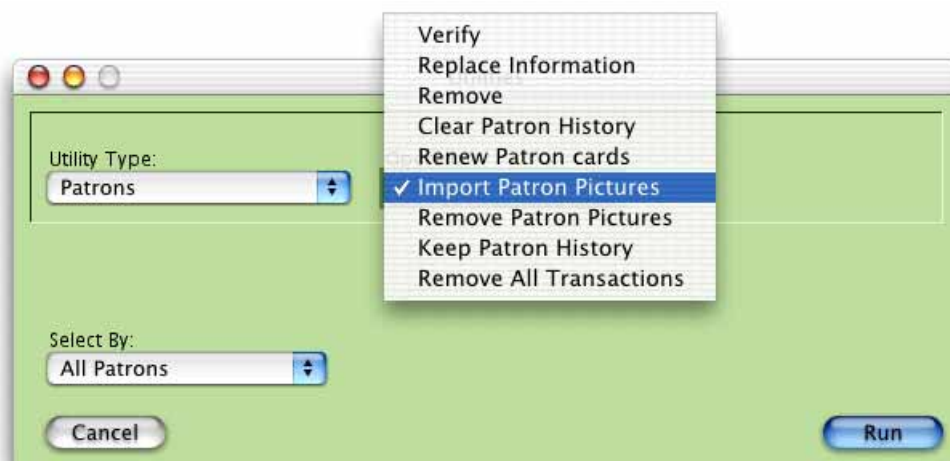 Verify
Replace Information
Remove
Clear Patron History
Renew Patron cards
✓ Import Patron Pictures
Remove Patron Pictures
Keep Patron History
Remove All Transactions
Utilities
Utility Type:
Patrons
Select By:
All Patrons
Cancel
Run